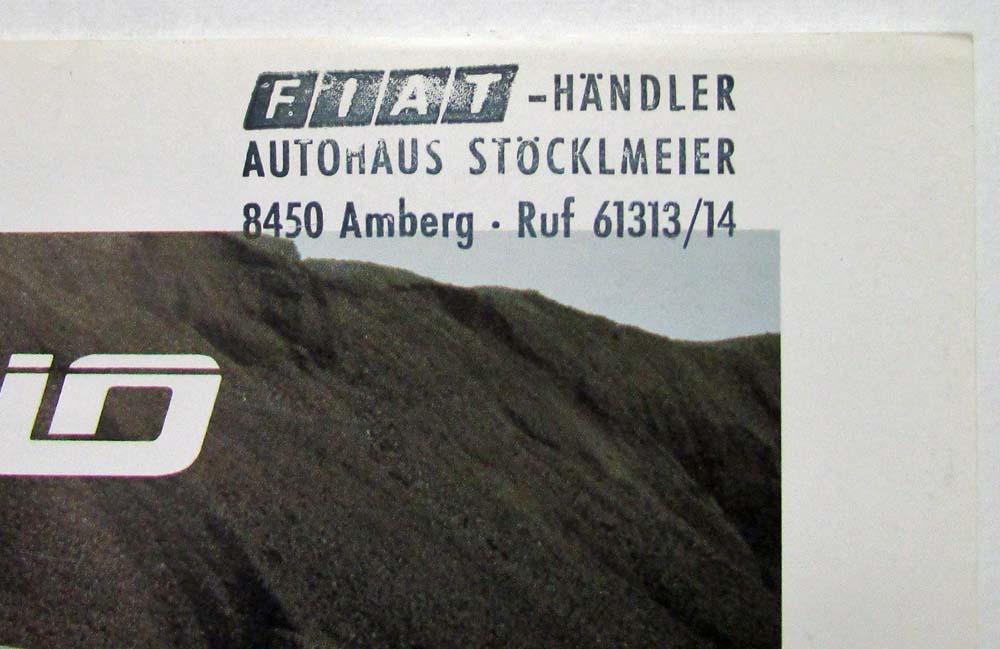 FIAT -HÄNDLER
AUTOHAUS STÖCKLMEIER
8450 Amberg · Ruf 61313/14